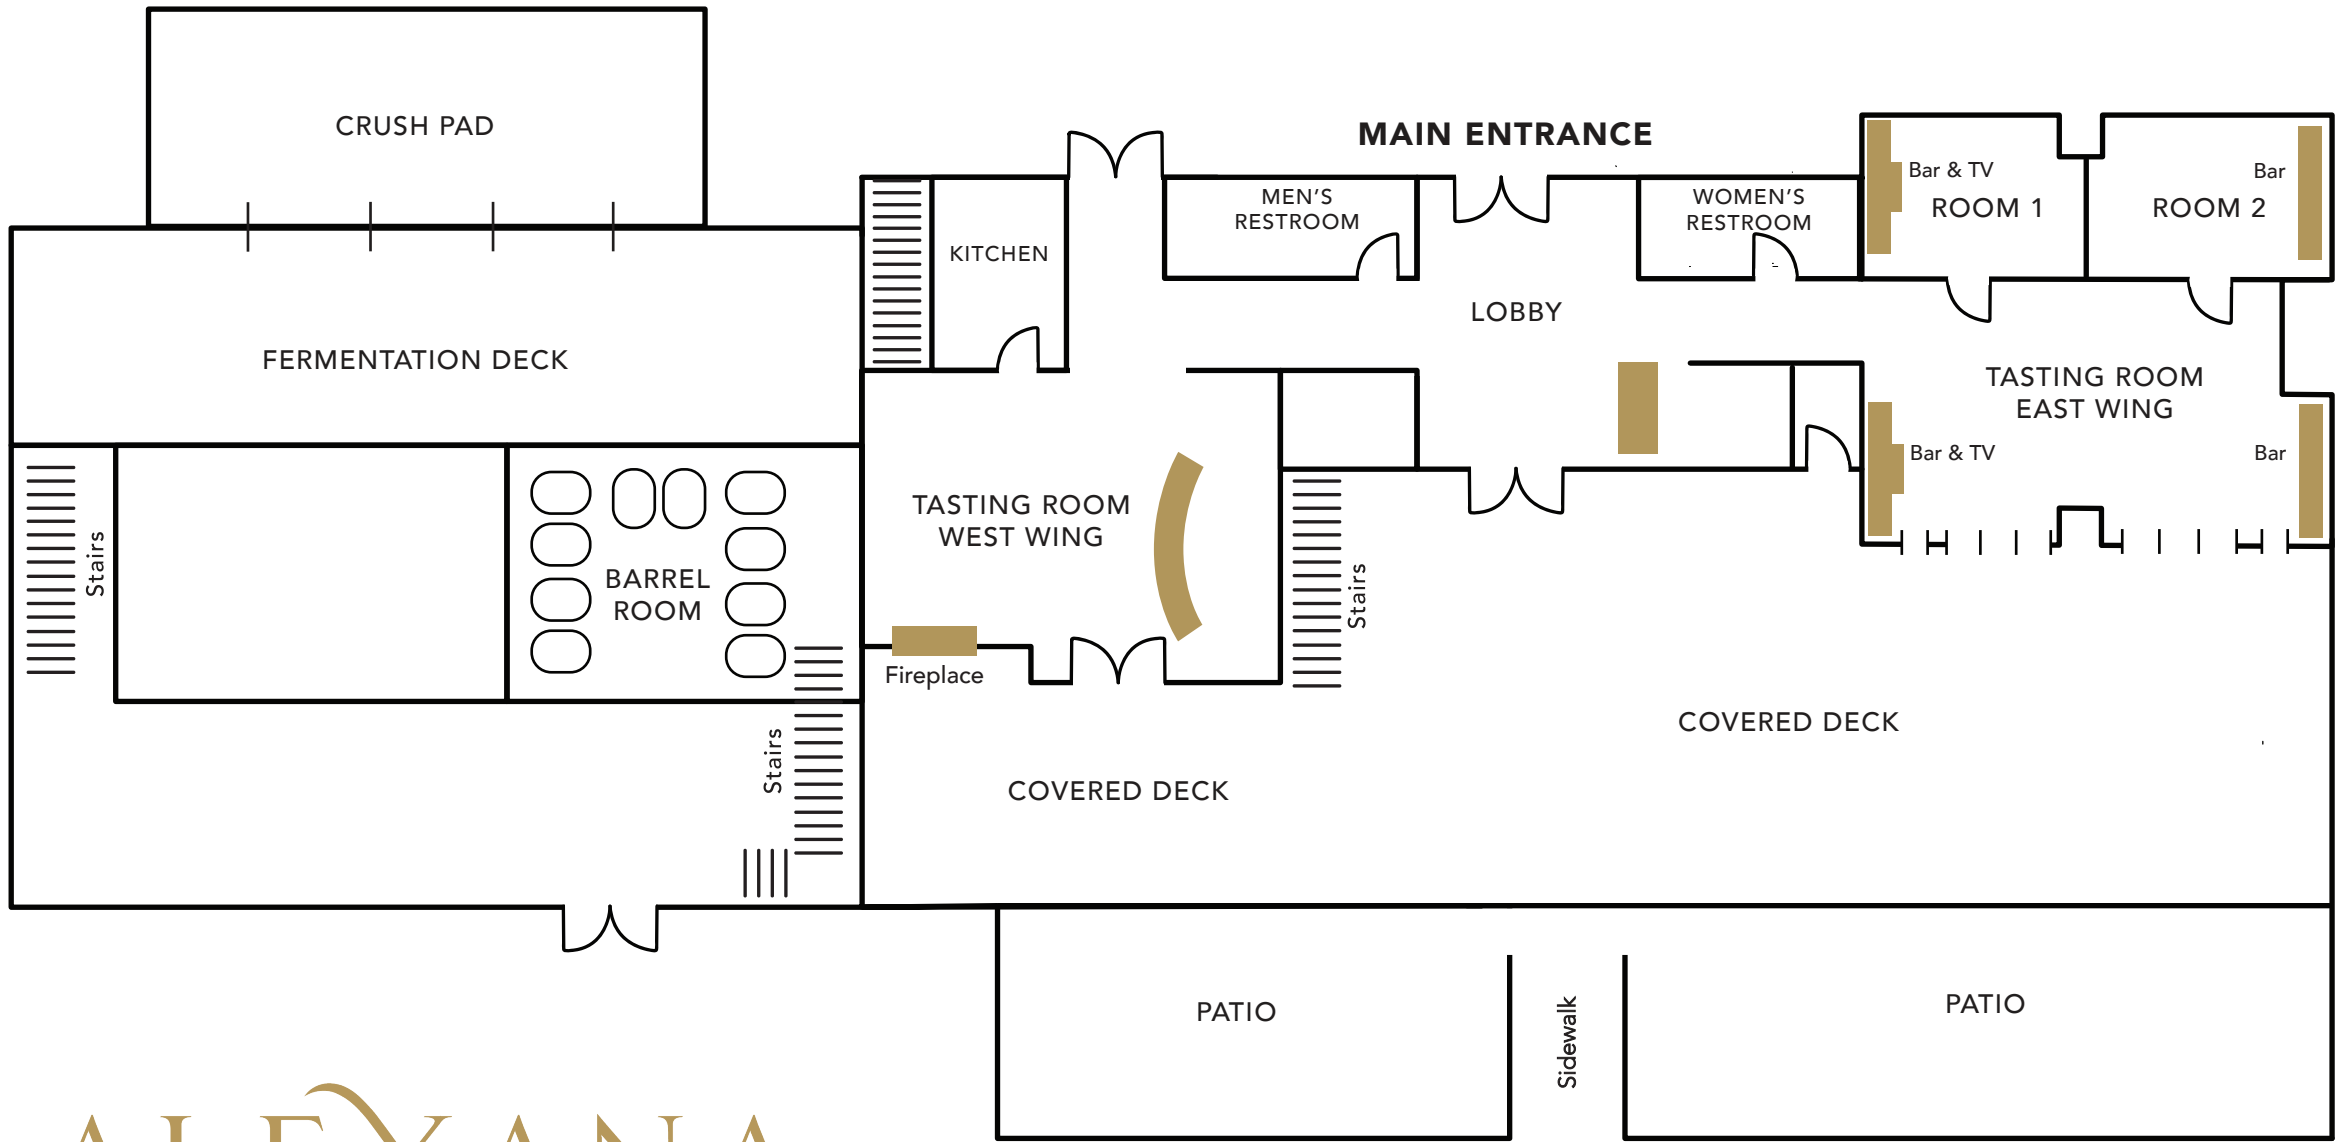 CRUSH PAD
MAIN ENTRANCE
Bar & TV
ROOM 1
Bar
ROOM 2
MEN’S
RESTROOM
WOMEN’S
RESTROOM
KITCHEN
LOBBY
FERMENTATION DECK
TASTING ROOM
EAST WING
Bar & TV
Bar
TASTING ROOM
WEST WING
Stairs
BARREL
ROOM
Stairs
Fireplace
Stairs
COVERED DECK
COVERED DECK
PATIO
Sidewalk
PATIO
ALEXANA